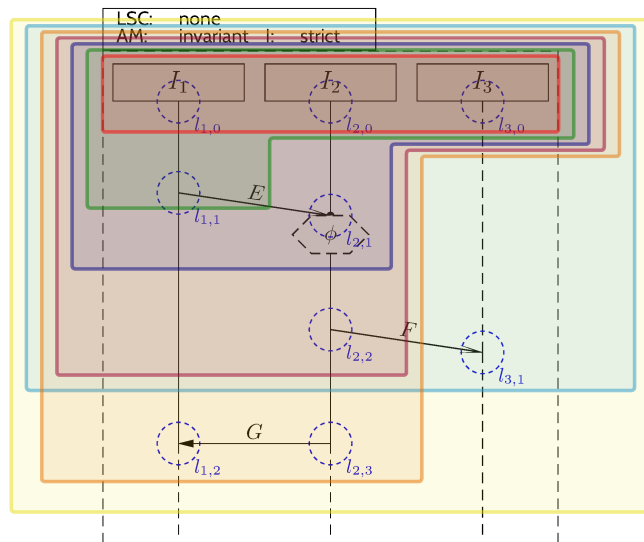 LSC: none
AM: invariant I: strict
I₁ I₂ I₃
l₁,₀ l₂,₀ l₃,₀
E
l₁,₁ l₂,₁
ϕ
F
l₂,₂
l₃,₁
G
l₁,₂ l₂,₃